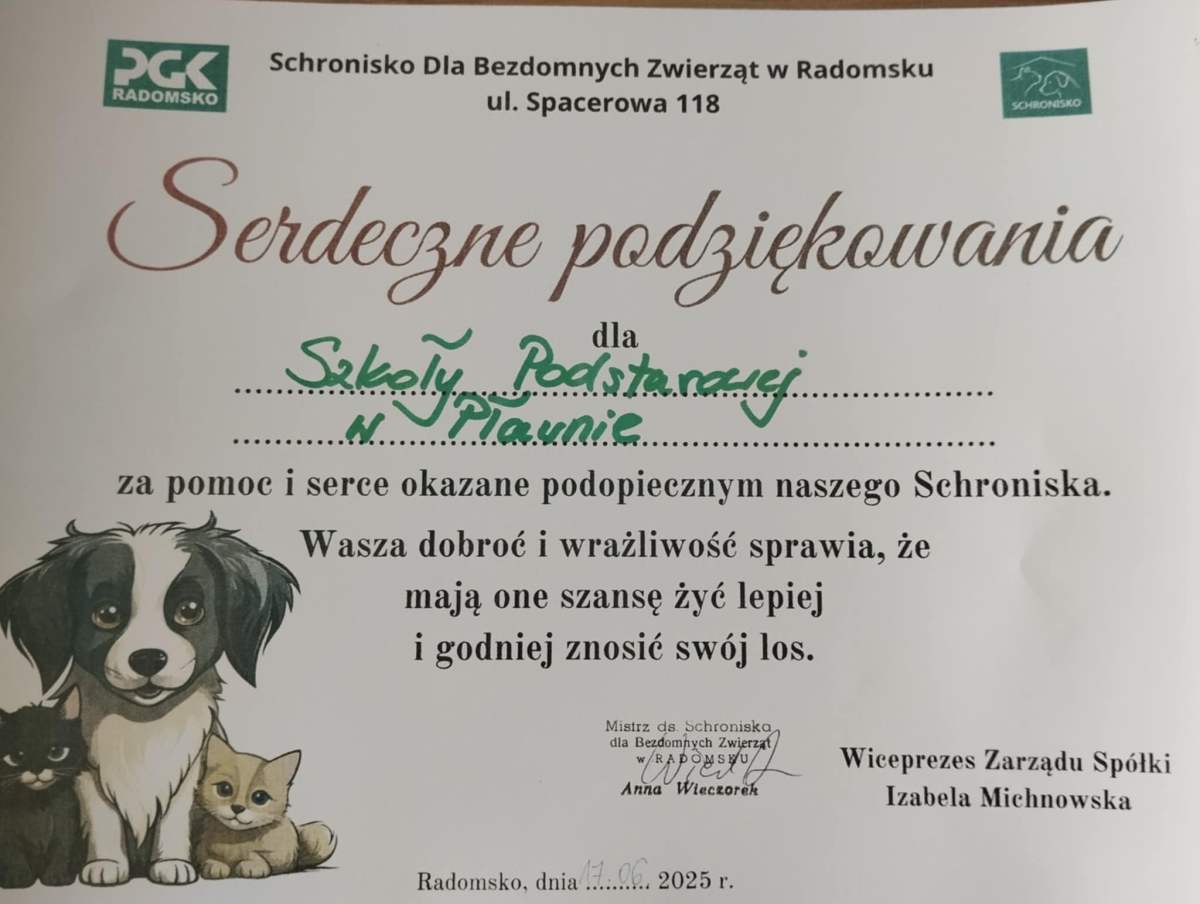 PGK
RADOMSKO
Schronisko Dla Bezdomnych Zwierząt w Radomsku
ul. Spacerowa 118
SCHRONISKO
Serdeczne podziękowania
dla
Szkoły Podstawowej
w Pławnie
za pomoc i serce okazane podopiecznym naszego Schroniska.
Wasza dobroć i wrażliwość sprawia, że
mają one szansę żyć lepiej
i godniej znosić swój los.
Mistrz ds. Schroniska
dla Bezdomnych Zwierząt
w RADOMSKU
Anna Wieczorek
Wiceprezes Zarządu Spółki
Izabela Michnowska
Radomsko, dnia 17.06 2025 r.